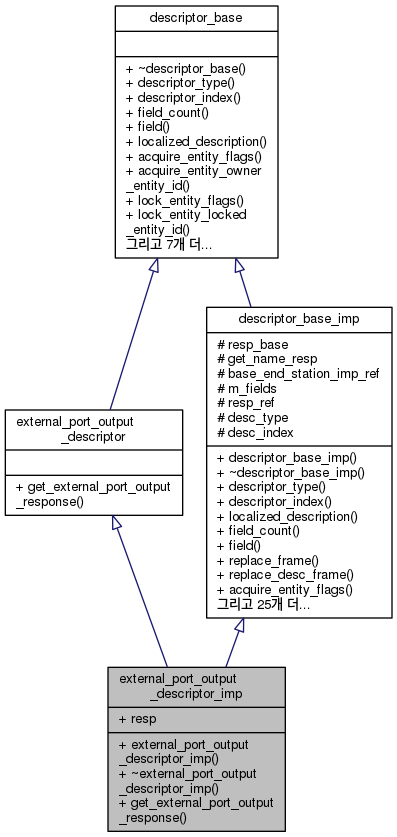 descriptor_base
+ ~descriptor_base()
+ descriptor_type()
+ descriptor_index()
+ field_count()
+ field()
+ localized_description()
+ acquire_entity_flags()
+ acquire_entity_owner
_entity_id()
+ lock_entity_flags()
+ lock_entity_locked
_entity_id()
그리고 7개 더...
descriptor_base_imp
# resp_base
# get_name_resp
# base_end_station_imp_ref
# m_fields
# resp_ref
# desc_type
# desc_index
+ descriptor_base_imp()
+ ~descriptor_base_imp()
+ descriptor_type()
+ descriptor_index()
+ localized_description()
+ field_count()
+ field()
+ replace_frame()
+ replace_desc_frame()
+ acquire_entity_flags()
그리고 25개 더...
external_port_output
_descriptor
+ get_external_port_output
_response()
external_port_output
_descriptor_imp
+ resp
+ external_port_output
_descriptor_imp()
+ ~external_port_output
_descriptor_imp()
+ get_external_port_output
_response()